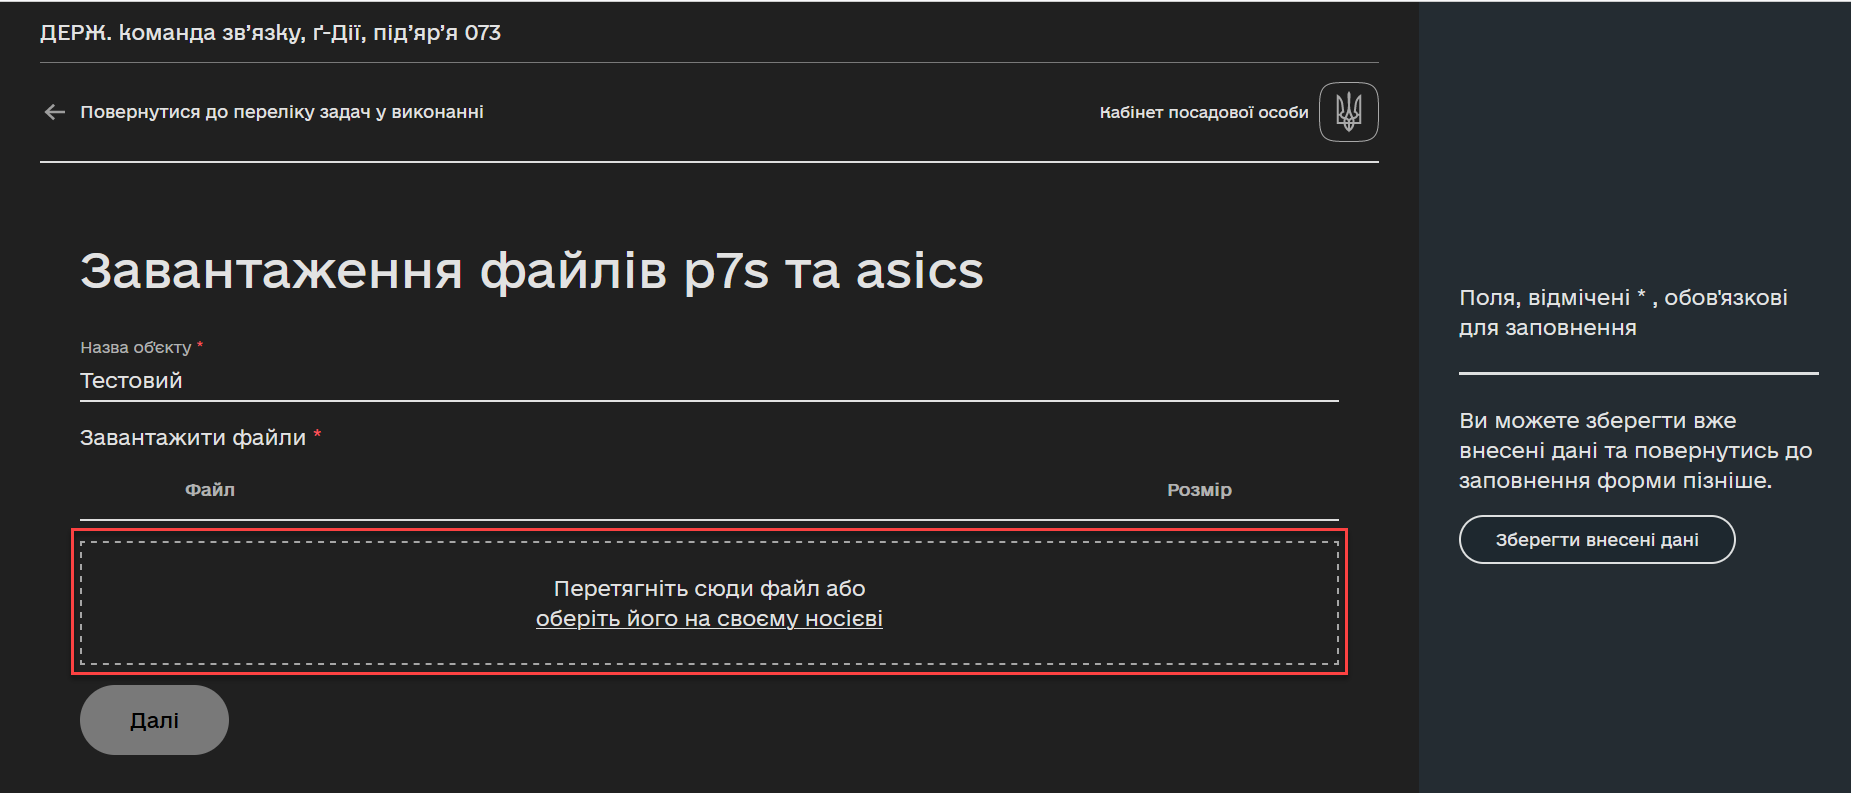 ДЕРЖ. команда зв’язку, ґ-Дії, під’яр’я 073
Повернутися до переліку задач у виконанні
Кабінет посадової особи
Завантаження файлів p7s та asics
Назва об'єкту *
Тестовий
Завантажити файли *
Файл
Розмір
Перетягніть сюди файл або
оберіть його на своєму носієві
Далі
Поля, відмічені * , обов'язкові
для заповнення
Ви можете зберегти вже
внесені дані та повернутись до
заповнення форми пізніше.
Зберегти внесені дані